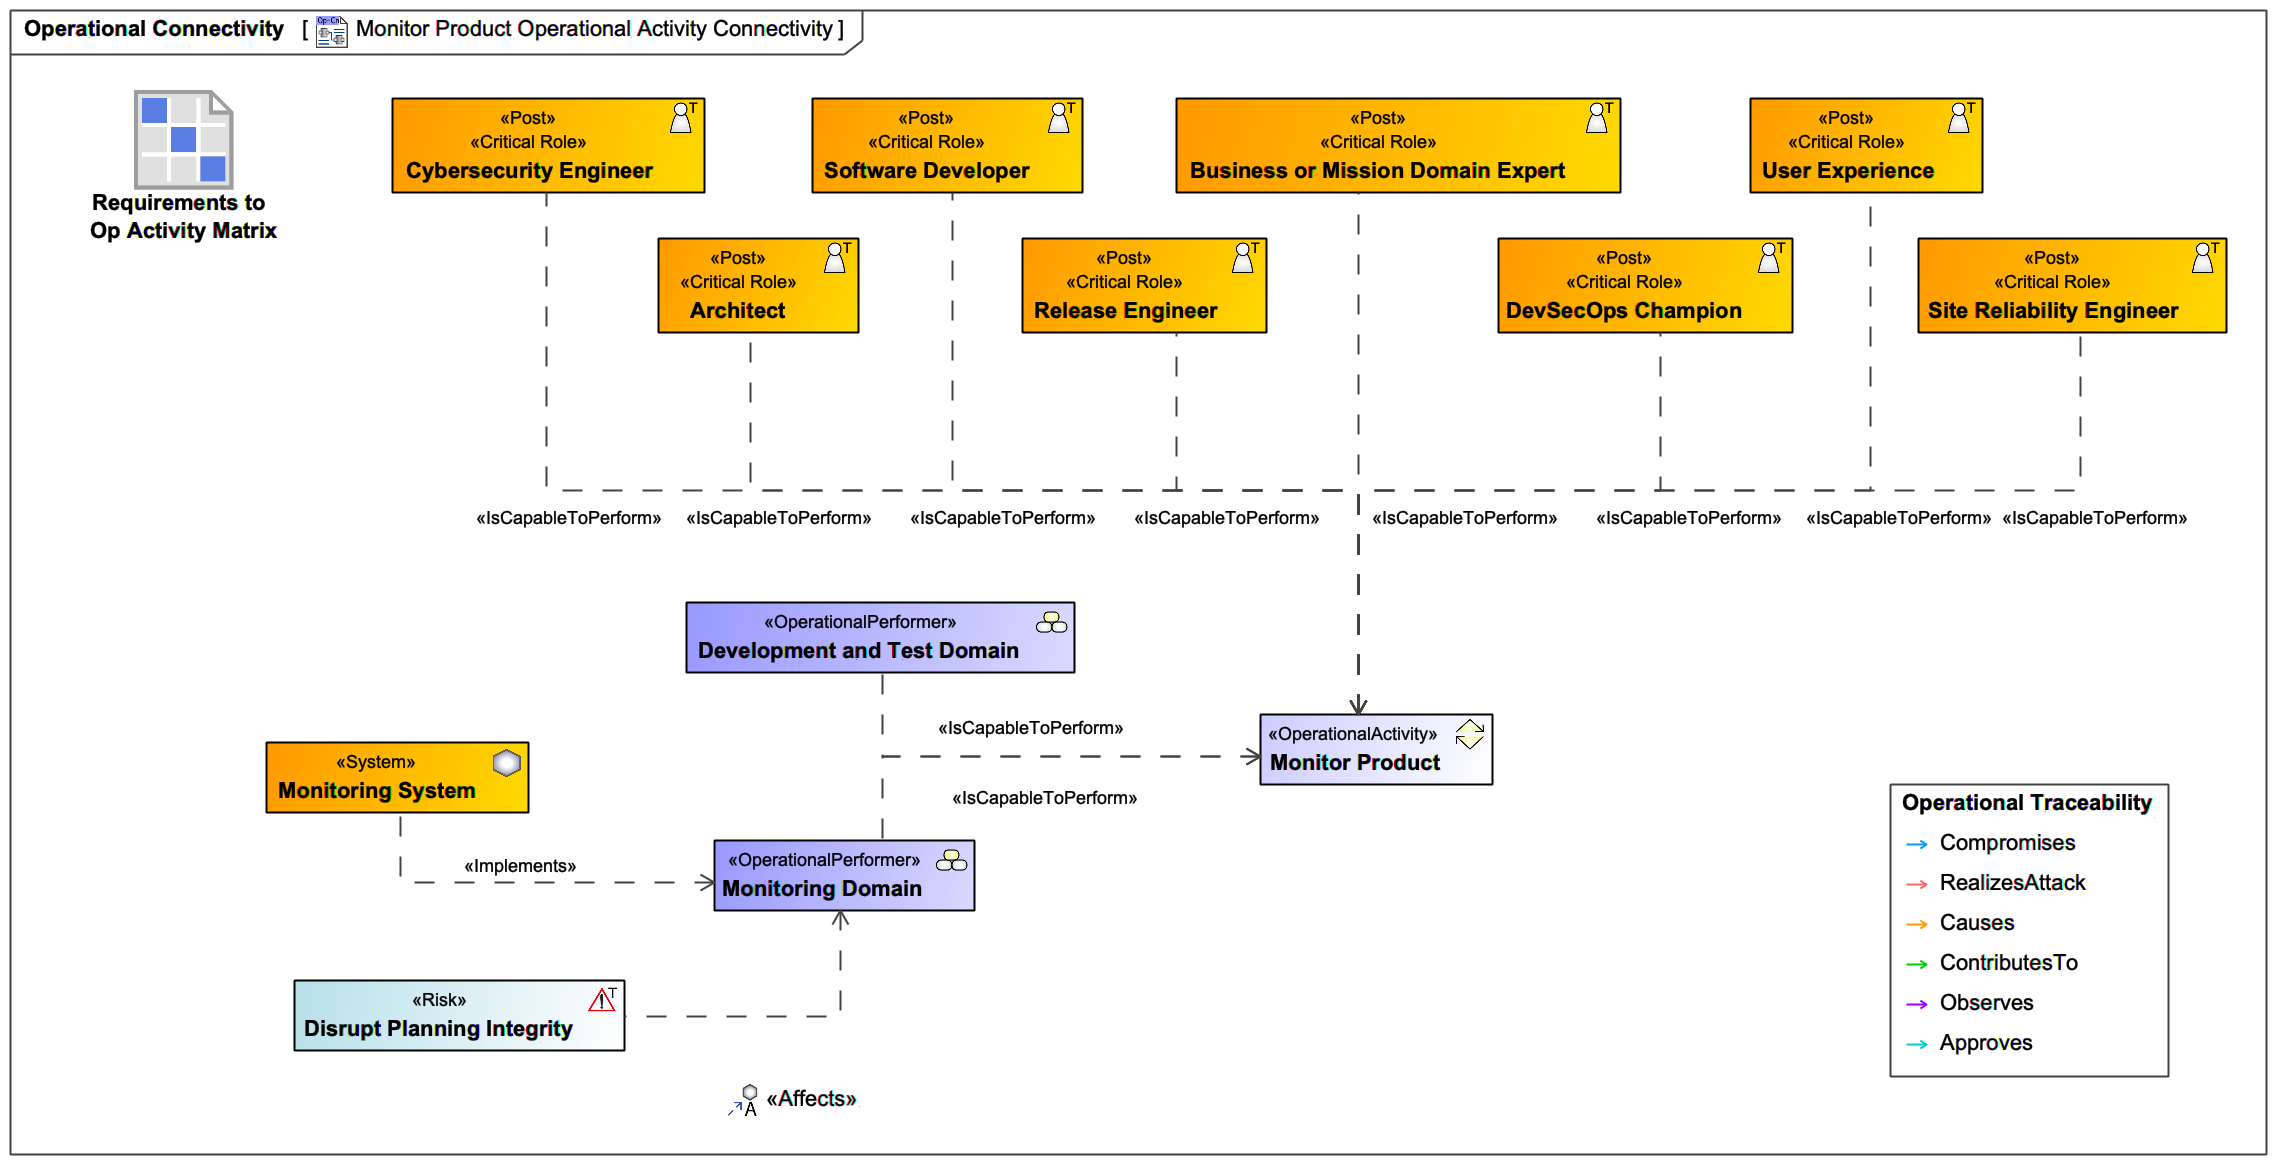 Operational Connectivity [ Op-Cn Monitor Product Operational Activity Connectivity ]
Requirements to
Op Activity Matrix
«Post» T
«Critical Role»
Cybersecurity Engineer
«Post» T
«Critical Role»
Software Developer
«Post» T
«Critical Role»
Business or Mission Domain Expert
«Post» T
«Critical Role»
User Experience
«Post» T
«Critical Role»
Architect
«Post» T
«Critical Role»
Release Engineer
«Post» T
«Critical Role»
DevSecOps Champion
«Post» T
«Critical Role»
Site Reliability Engineer
«IsCapableToPerform» «IsCapableToPerform» «IsCapableToPerform» «IsCapableToPerform» «IsCapableToPerform» «IsCapableToPerform» «IsCapableToPerform» «IsCapableToPerform»
«OperationalPerformer»
Development and Test Domain
«IsCapableToPerform»
«OperationalActivity»
Monitor Product
«System»
Monitoring System
«IsCapableToPerform»
«Implements»
«OperationalPerformer»
Monitoring Domain
«Risk» T
Disrupt Planning Integrity
A «Affects»
Operational Traceability
Compromises
RealizesAttack
Causes
ContributesTo
Observes
Approves